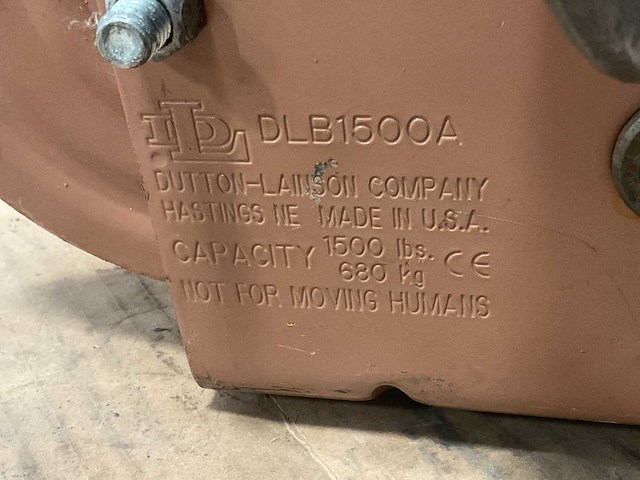 DL DLB1500A
DUTTON-LAINSON COMPANY
HASTINGS NE MADE IN U.S.A.
CAPACITY 1500 lbs. CE
680 kg
NOT FOR MOVING HUMANS